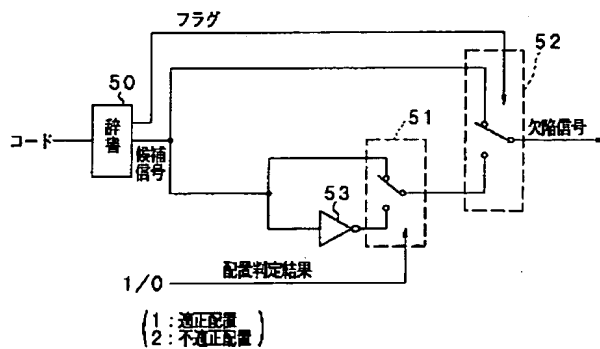 フラグ
52
50
コード
辞書
候補
信号
51
欠陥信号
53
配置判定結果
1/0
(1：適正配置
2：不適正配置)